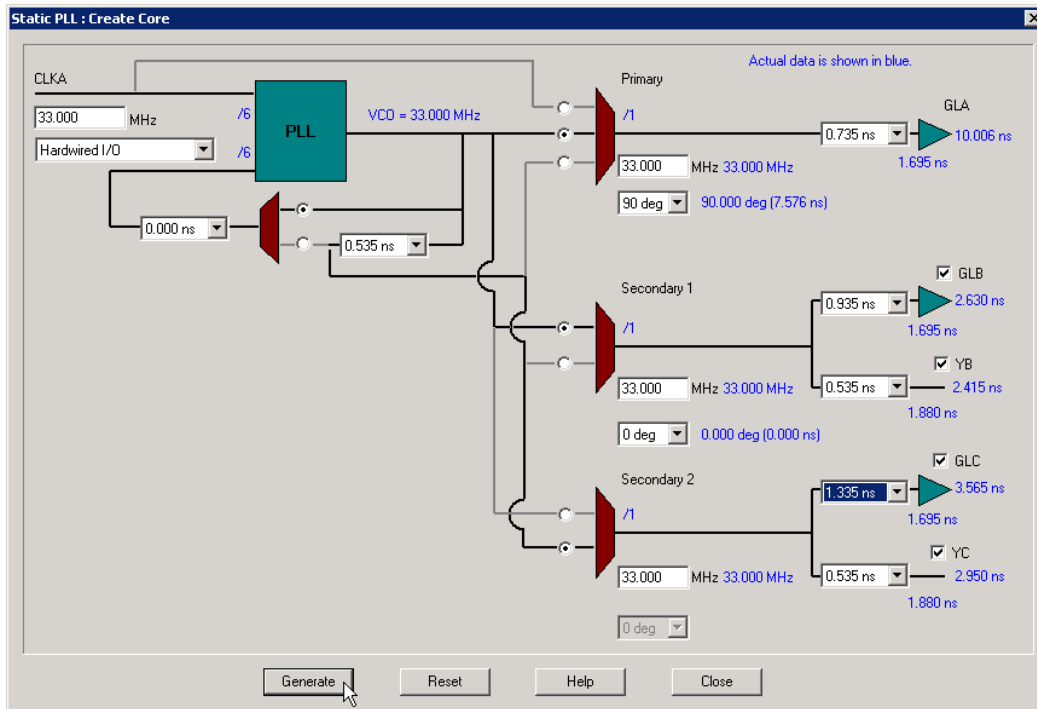 Static PLL : Create Core
Actual data is shown in blue.
CLKA
33.000 MHz
Hardwired I/O
/6
/6
PLL
VCO = 33.000 MHz
0.000 ns
0.535 ns
Primary
/1
33.000 MHz 33.000 MHz
90 deg 90.000 deg (7.576 ns)
0.735 ns
GLA
10.006 ns
1.695 ns
Secondary 1
/1
33.000 MHz 33.000 MHz
0 deg 0.000 deg (0.000 ns)
GLB
0.935 ns
2.630 ns
1.695 ns
YB
0.535 ns
2.415 ns
1.880 ns
Secondary 2
/1
33.000 MHz 33.000 MHz
0 deg
GLC
1.335 ns
3.565 ns
1.695 ns
YC
0.535 ns
2.950 ns
1.880 ns
Generate Reset Help Close